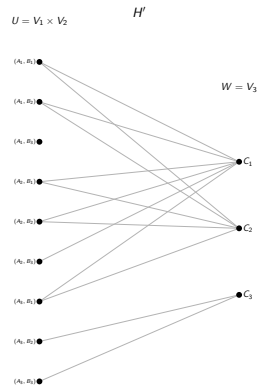 H′
U = V₁ × V₂
W = V₃
(A₁, B₁)
(A₁, B₂)
(A₁, B₃)
(A₂, B₁)
(A₂, B₂)
(A₂, B₃)
(A₃, B₁)
(A₃, B₂)
(A₃, B₃)
C₁
C₂
C₃